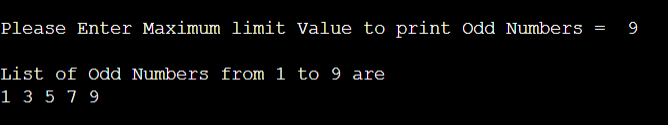 Please Enter Maximum limit Value to print Odd Numbers =  9
List of Odd Numbers from 1 to 9 are
1 3 5 7 9